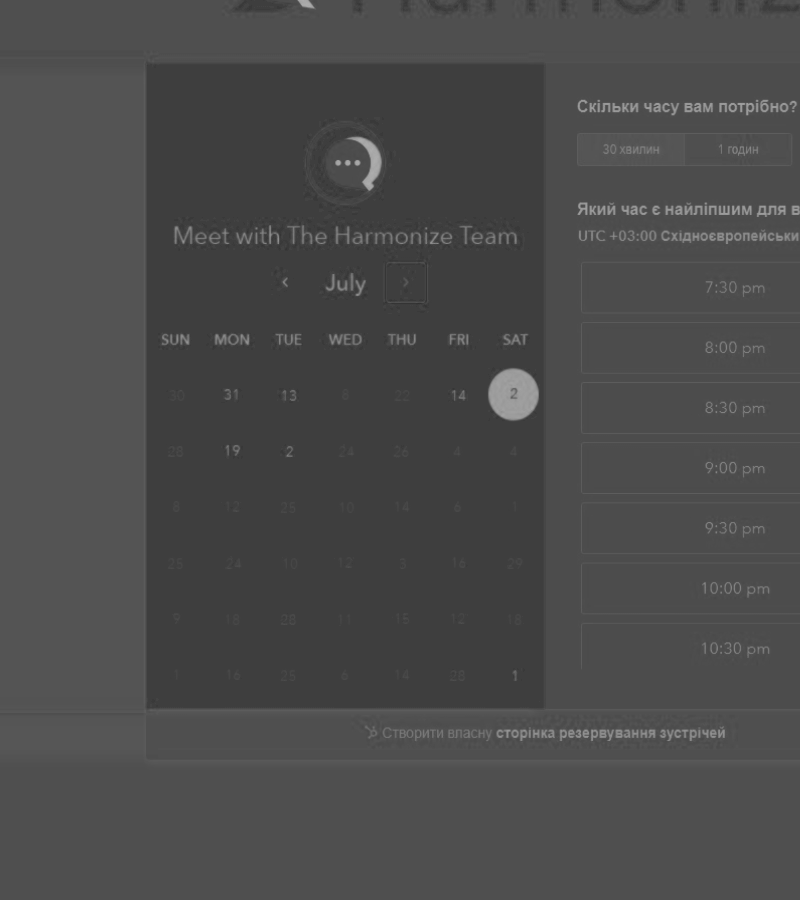 Harmonize
Meet with The Harmonize Team
July
SUN MON TUE WED THU FRI SAT
30 31 13 5 22 14 2
28 19 2 24 26 4 4
8 12 25 10 14 6 1
25 24 10 12 3 16 29
9 18 28 11 15 12 18
1 16 25 6 14 28 1
Скільки часу вам потрібно?
30 хвилин 1 годин
Який час є найліпшим для в
UTC +03:00 Східноєвропейськи
7:30 pm
8:00 pm
8:30 pm
9:00 pm
9:30 pm
10:00 pm
10:30 pm
Створити власну сторінка резервування зустрічей